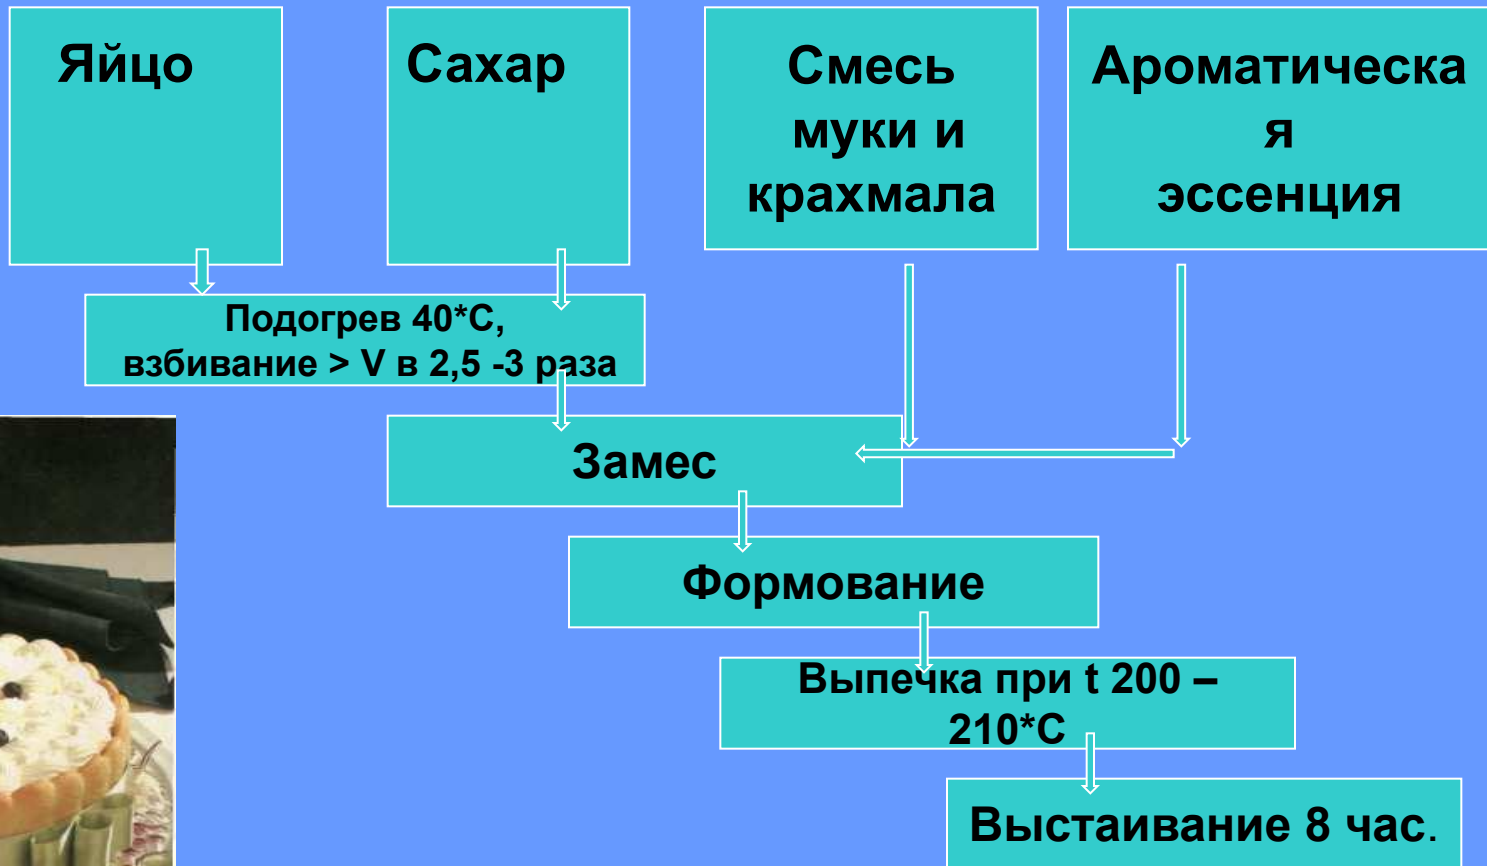 Яйцо
Сахар
Смесь
муки и
крахмала
Ароматическа
я
эссенция
Подогрев 40*С,
взбивание > V в 2,5 -3 раза
Замес
Формование
Выпечка при t 200 –
210*С
Выстаивание 8 час.